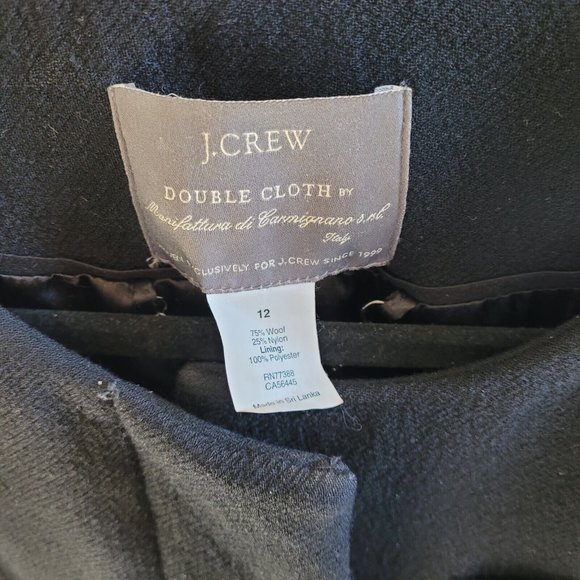 J.CREW
DOUBLE CLOTH BY
Manifattura di Carmignano s.r.l.
Italy
EXCLUSIVELY FOR J.CREW SINCE 1999
12
75% Wool
25% Nylon
Lining:
100% Polyester
RN77388
CA56445
Made in Sri Lanka